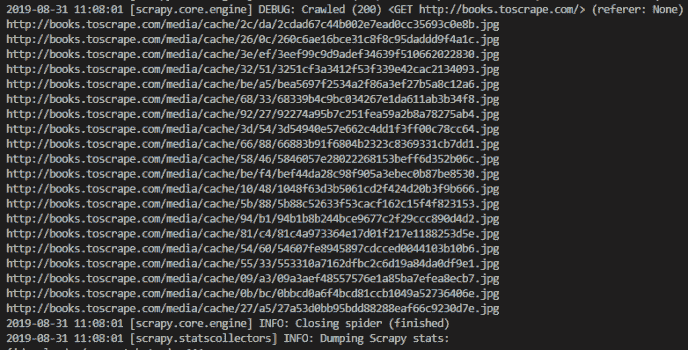 2019-08-31 11:08:01 [scrapy.core.engine] DEBUG: Crawled (200) <GET http://books.toscrape.com/> (referer: None)
http://books.toscrape.com/media/cache/2c/da/2cdad67c44b002e7ead0cc35693c0e8b.jpg
http://books.toscrape.com/media/cache/26/0c/260c6ae16bce31c8f8c95daddd9f4a1c.jpg
http://books.toscrape.com/media/cache/3e/ef/3eef99c9d9adef34639f510662022830.jpg
http://books.toscrape.com/media/cache/32/51/3251cf3a3412f53f339e42cac2134093.jpg
http://books.toscrape.com/media/cache/be/a5/bea5697f2534a2f86a3ef27b5a8c12a6.jpg
http://books.toscrape.com/media/cache/68/33/68339b4c9bc034267e1da611ab3b34f8.jpg
http://books.toscrape.com/media/cache/92/27/92274a95b7c251fea59a2b8a78275ab4.jpg
http://books.toscrape.com/media/cache/3d/54/3d54940e57e662c4dd1f3ff00c78cc64.jpg
http://books.toscrape.com/media/cache/66/88/66883b91f6804b2323c8369331cb7dd1.jpg
http://books.toscrape.com/media/cache/58/46/5846057e28022268153beff6d352b06c.jpg
http://books.toscrape.com/media/cache/be/f4/bef44da28c98f905a3ebec0b87be8530.jpg
http://books.toscrape.com/media/cache/10/48/1048f63d3b5061cd2f424d20b3f9b666.jpg
http://books.toscrape.com/media/cache/5b/88/5b88c52633f53cacf162c15f4f823153.jpg
http://books.toscrape.com/media/cache/94/b1/94b1b8b244bce9677c2f29ccc890d4d2.jpg
http://books.toscrape.com/media/cache/81/c4/81c4a973364e17d01f217e1188253d5e.jpg
http://books.toscrape.com/media/cache/54/60/54607fe8945897cdcced0044103b10b6.jpg
http://books.toscrape.com/media/cache/55/33/553310a7162dfbc2c6d19a84da0df9e1.jpg
http://books.toscrape.com/media/cache/09/a3/09a3aef48557576e1a85ba7efea8ecb7.jpg
http://books.toscrape.com/media/cache/0b/bc/0bbcd0a6f4bcd81ccb1049a52736406e.jpg
http://books.toscrape.com/media/cache/27/a5/27a53d0bb95bdd88288eaf66c9230d7e.jpg
2019-08-31 11:08:01 [scrapy.core.engine] INFO: Closing spider (finished)
2019-08-31 11:08:01 [scrapy.statscollectors] INFO: Dumping Scrapy stats: